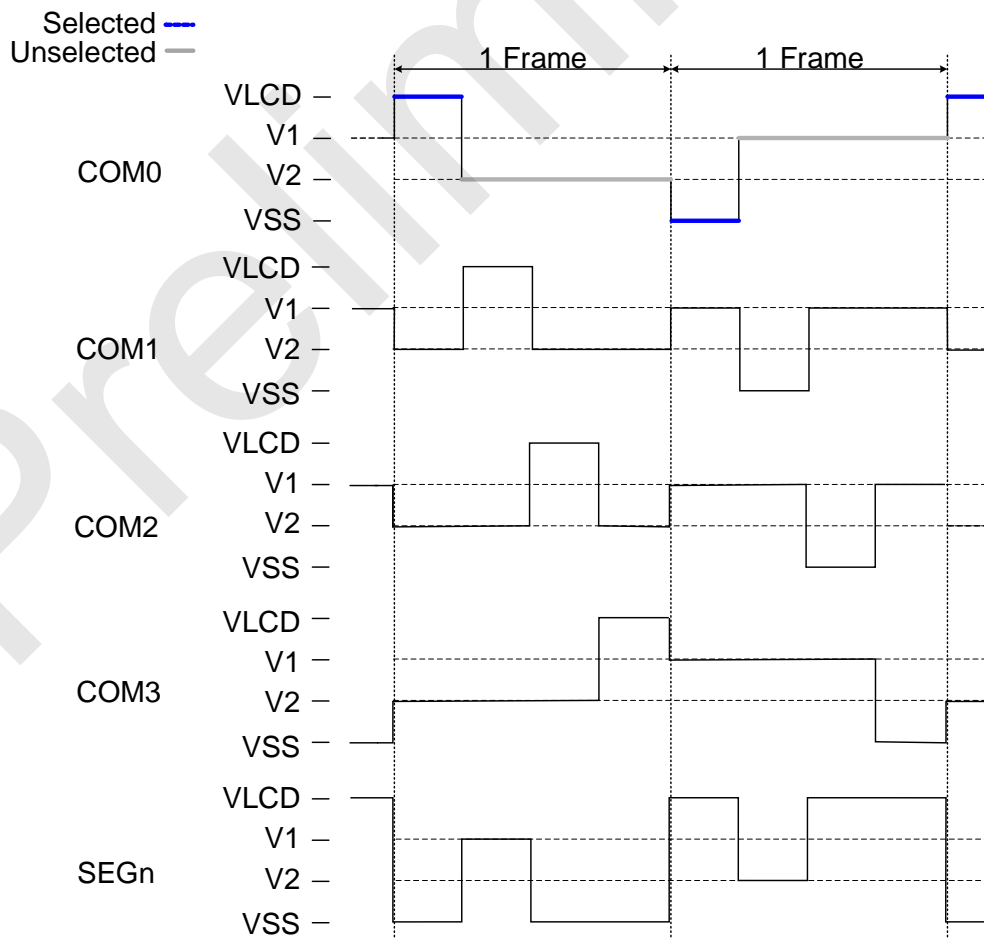 Selected
Unselected
1 Frame 1 Frame
VLCD
V1
COM0
V2
VSS
VLCD
V1
COM1
V2
VSS
VLCD
V1
COM2
V2
VSS
VLCD
V1
COM3
V2
VSS
VLCD
V1
SEGn
V2
VSS
Prelim